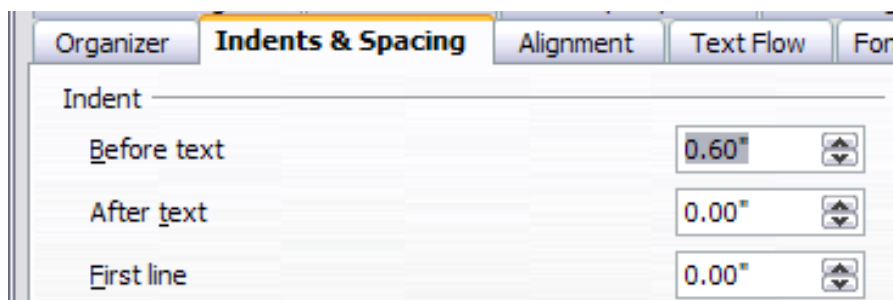 Organizer Indents & Spacing Alignment Text Flow
Indent
Before text 0.60"
After text 0.00"
First line 0.00"